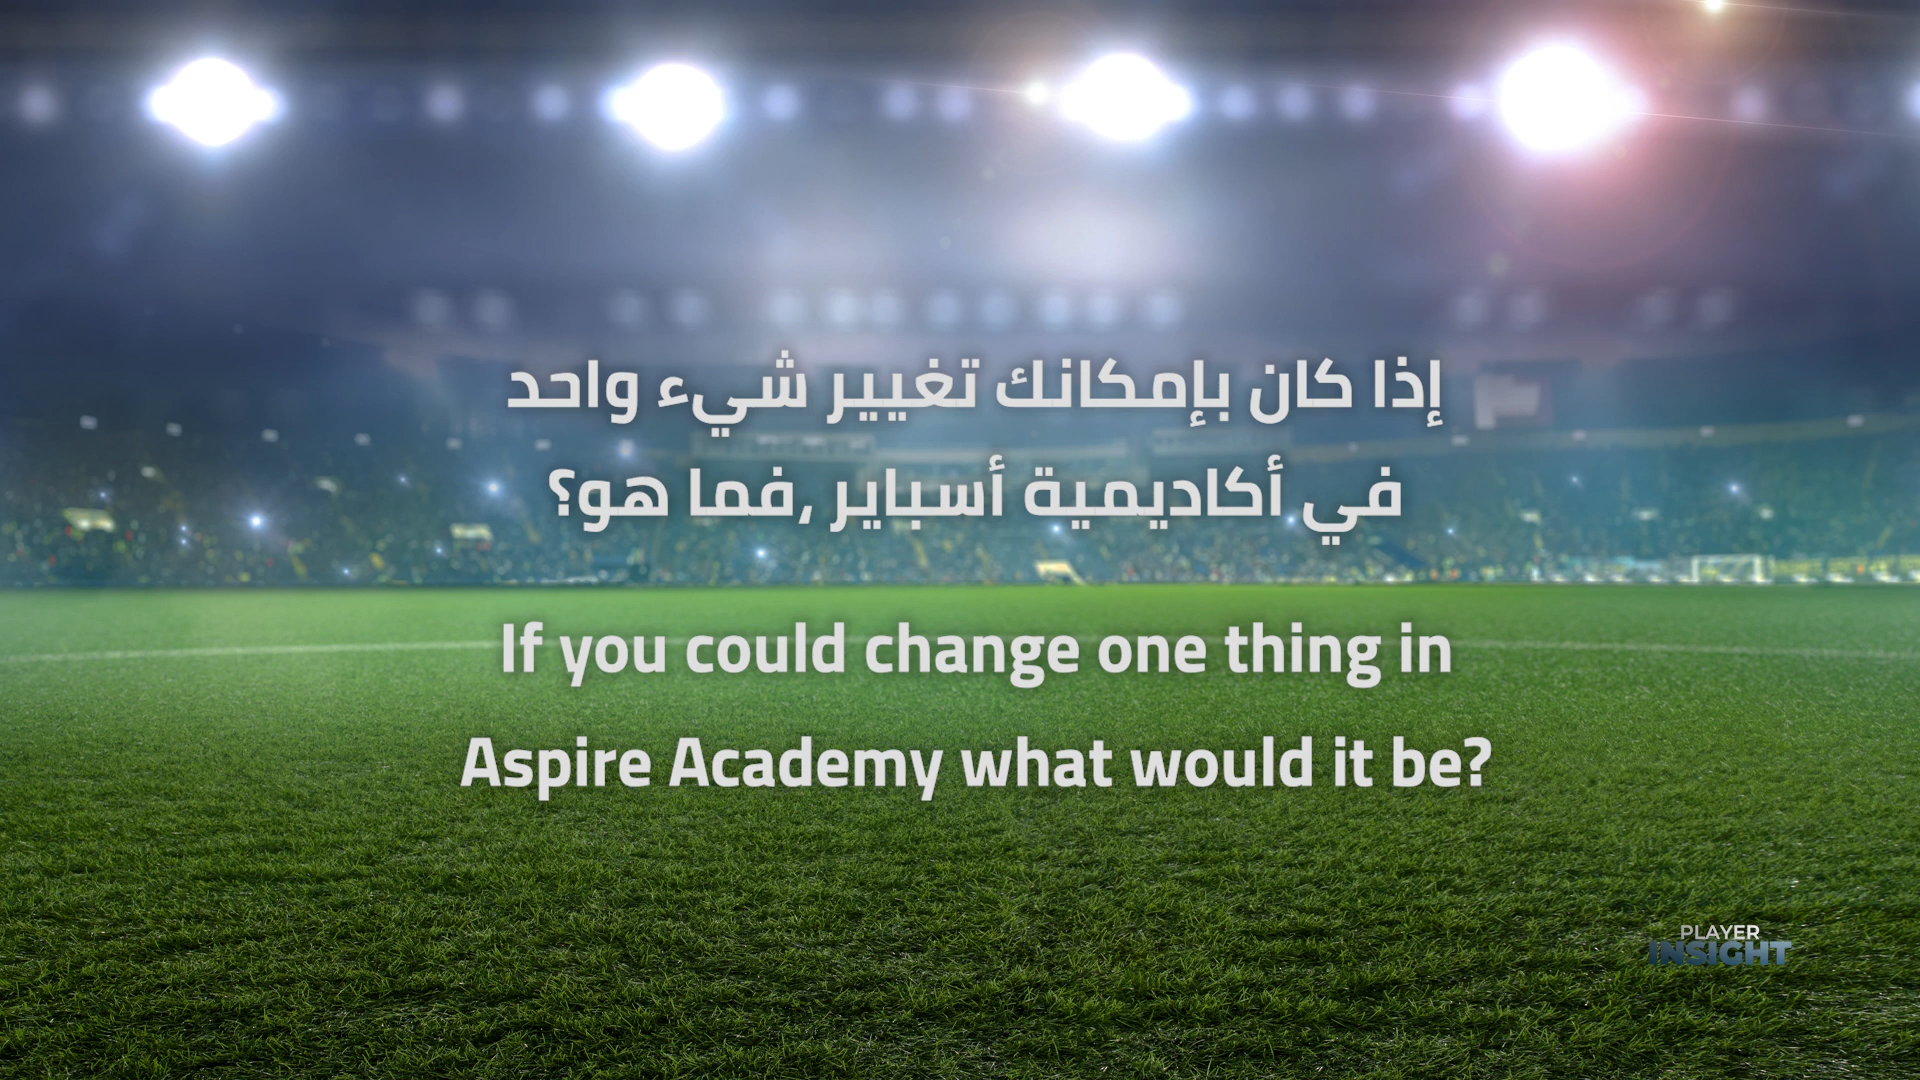 إذا كان بإمكانك تغيير شيء واحد
في أكاديمية أسباير ,فما هو؟
If you could change one thing in
Aspire Academy what would it be?
PLAYER
INSIGHT